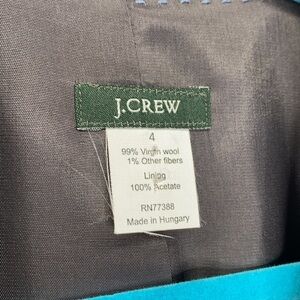 J.CREW
4
99% Virgin wool
1% Other fibers
Lining
100% Acetate
RN77388
Made in Hungary